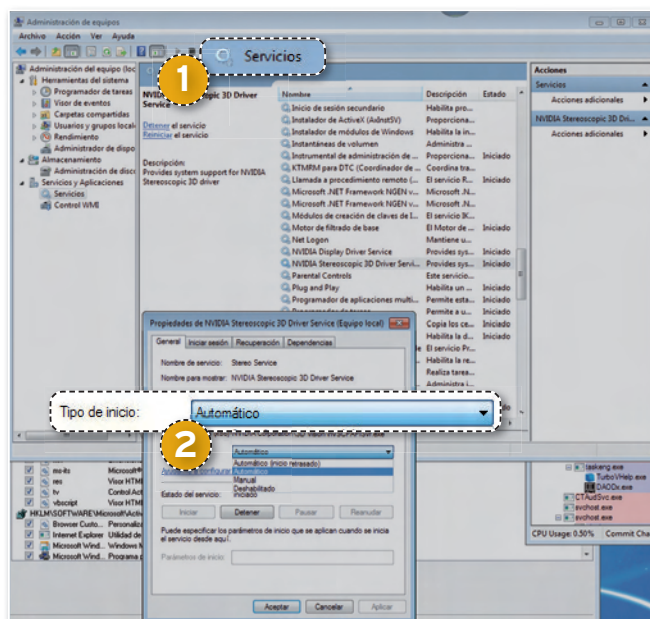 Administración de equipos
Archivo Acción Ver Ayuda
1
Servicios
Administración del equipo (loc
Herramientas del sistema
Programador de tareas
Visor de eventos
Carpetas compartidas
Usuarios y grupos local
Rendimiento
Administrador de dispo
Almacenamiento
Administración de disco
Servicios y Aplicaciones
Servicios
Control WMI
pic 3D Driver
Service
Detener el servicio
Reiniciar el servicio
Descripción:
Provides system support for NVIDIA
Stereoscopic 3D driver
Nombre Descripción Estado
Inicio de sesión secundario Habilita pro...
Instalador de ActiveX (AxInstSV) Proporciona...
Instalador de módulos de Windows Habilita la in...
Instantáneas de volumen Administra ...
Instrumental de administración de ... Proporciona... Iniciado
KTMRM para DTC (Coordinador de ... Coordina tra...
Llamada a procedimiento remoto (... El servicio R... Iniciado
Microsoft .NET Framework NGEN v... Microsoft .N...
Microsoft .NET Framework NGEN v... Microsoft .N...
Módulos de creación de claves de I... El servicio IK...
Motor de filtrado de base El Motor de ... Iniciado
Net Logon Mantiene u...
NVIDIA Display Driver Service Provides sys... Iniciado
NVIDIA Stereoscopic 3D Driver Servi... Provides sys... Iniciado
Parental Controls Este servicio...
Plug and Play Habilita un ... Iniciado
Programador de aplicaciones multi... Permite esta... Iniciado
Permite a u... Iniciado
Copia los ce... Iniciado
Habilita la d... Iniciado
El servicio Pr...
Habilita la re...
Realiza tarea...
Administra i...
Acciones
Servicios
Acciones adicionales
NVIDIA Stereoscopic 3D Dri...
Acciones adicionales
Propiedades de NVIDIA Stereoscopic 3D Driver Service (Equipo local)
General Iniciar sesión Recuperación Dependencias
Nombre de servicio: Stereo Service
Nombre para mostrar: NVIDIA Stereoscopic 3D Driver Service
Tipo de inicio: Automático
2
Automático
Automático (inicio retrasado)
Automático
Manual
Deshabilitado
Estado del servicio: Iniciado
Iniciar Detener Pausar Reanudar
Puede especificar los parámetros de inicio que se aplican cuando se inicia
el servicio desde aquí.
Parámetros de inicio:
Aceptar Cancelar Aplicar
ms-its Microsoft®
res Visor HTM
tv Control Act
vbscript Visor HTM
HKLM\SOFTWARE\Microsoft\Activ
Browser Custo... Personaliz
Internet Explorer Utilidad de
Microsoft Wind... Windows M
Microsoft Wind... Programa p
taskeng.exe
TurboVHelp.exe
DAODx.exe
CTAudSvc.exe
svchost.exe
svchost.exe
CPU Usage: 0.50% Commit Cha